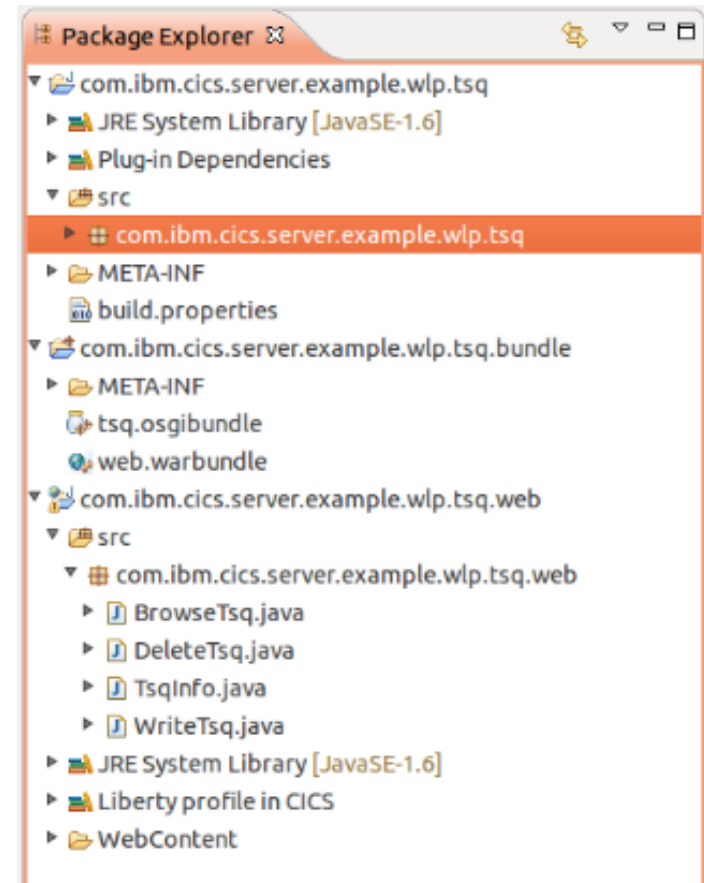 Package Explorer
com.ibm.cics.server.example.wlp.tsq
JRE System Library [JavaSE-1.6]
Plug-in Dependencies
src
com.ibm.cics.server.example.wlp.tsq
META-INF
build.properties
com.ibm.cics.server.example.wlp.tsq.bundle
META-INF
tsq.osgibundle
web.warbundle
com.ibm.cics.server.example.wlp.tsq.web
src
com.ibm.cics.server.example.wlp.tsq.web
BrowseTsq.java
DeleteTsq.java
TsqInfo.java
WriteTsq.java
JRE System Library [JavaSE-1.6]
Liberty profile in CICS
WebContent